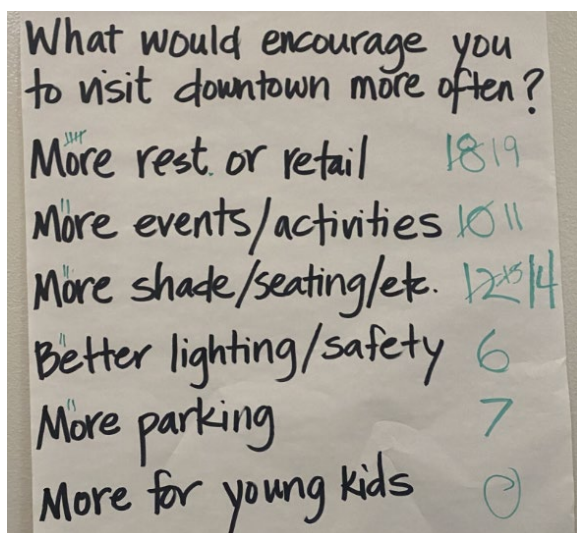 What would encourage you
to visit downtown more often?
More rest. or retail 18 19
More events/activities 10 11
More shade/seating/etc. 12 14
Better lighting/safety 6
More parking 7
More for young kids 0